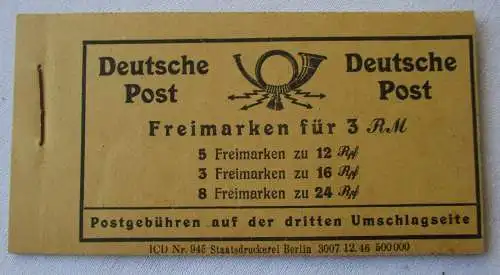 Deutsche Post
Deutsche Post
Freimarken für 3 RM
5 Freimarken zu 12 Rpf
3 Freimarken zu 16 Rpf
8 Freimarken zu 24 Rpf
Postgebühren auf der dritten Umschlagseite
ICD Nr. 945 Staatsdruckerei Berlin 3007 12.46 500000